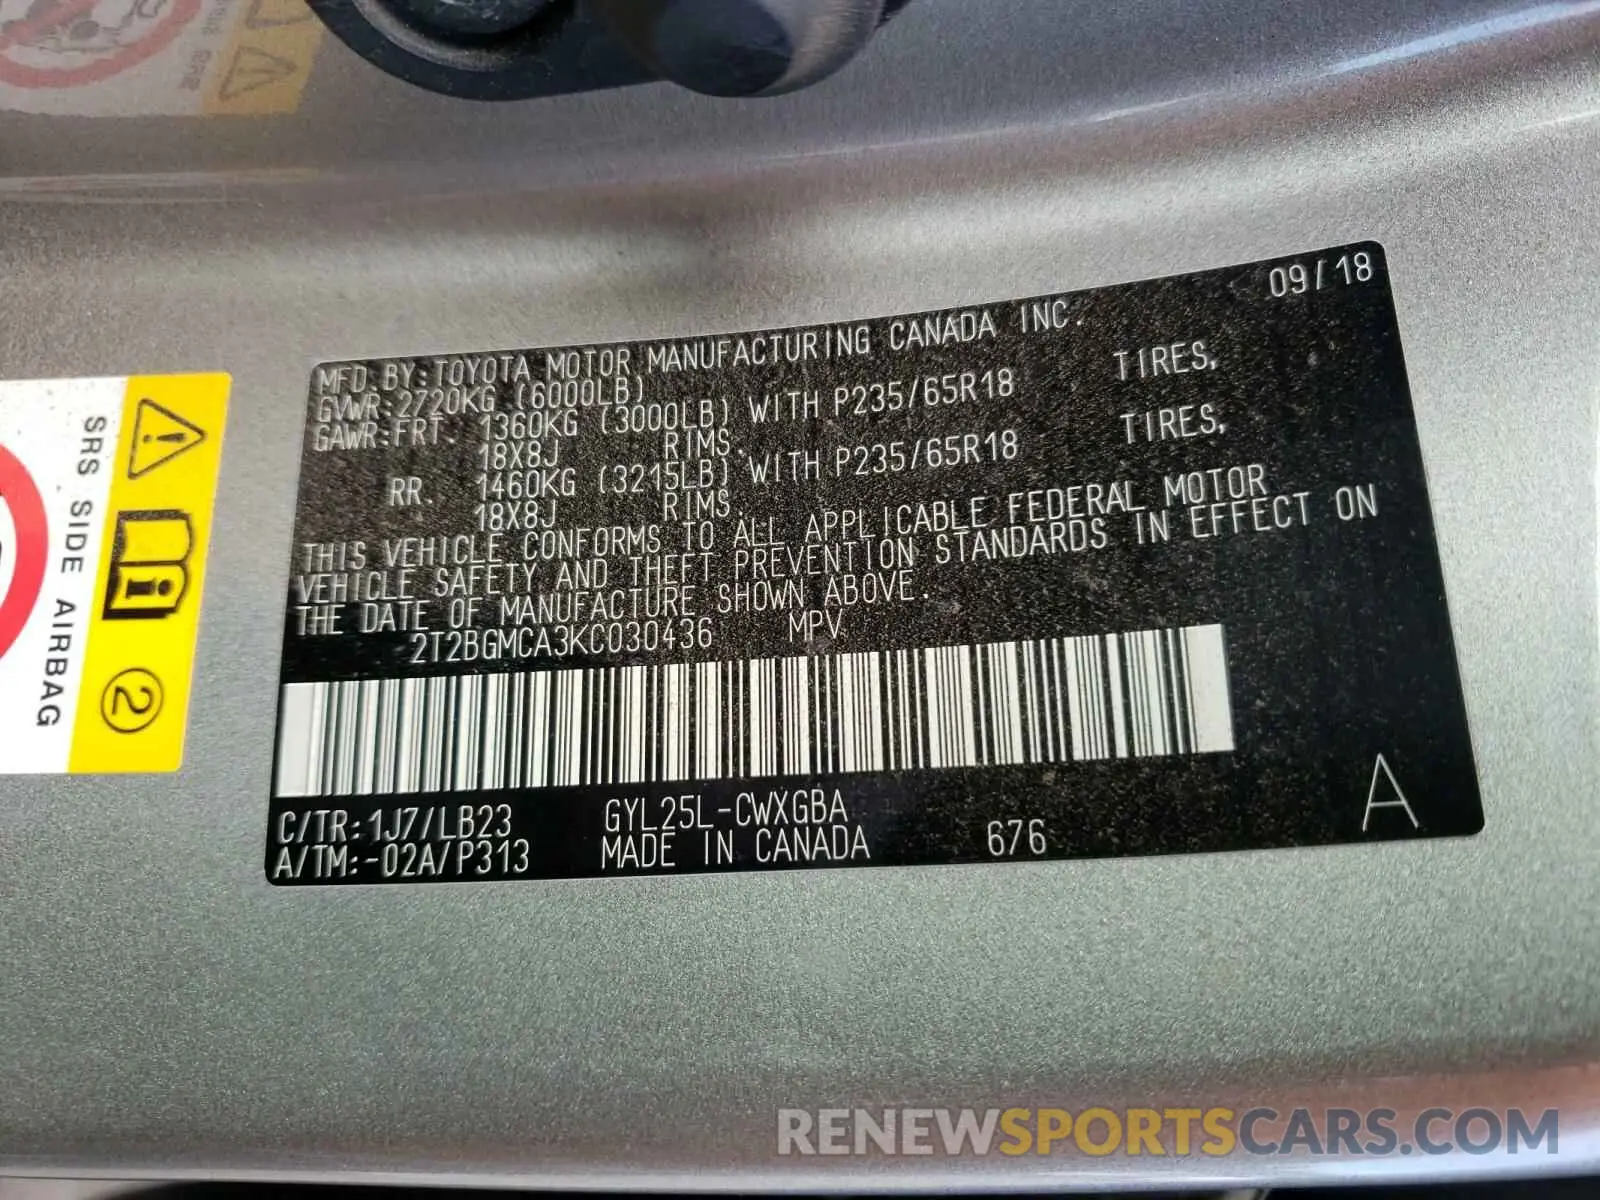 09/18
MFD.BY:TOYOTA MOTOR MANUFACTURING CANADA INC.
GVWR:2720KG (6000LB)
GAWR:FRT. 1360KG (3000LB) WITH P235/65R18 TIRES,
18X8J RIMS.
RR. 1460KG (3215LB) WITH P235/65R18 TIRES,
18X8J RIMS.
THIS VEHICLE CONFORMS TO ALL APPLICABLE FEDERAL MOTOR
VEHICLE SAFETY AND THEFT PREVENTION STANDARDS IN EFFECT ON
THE DATE OF MANUFACTURE SHOWN ABOVE.
2T2BGMCA3KC030436 MPV
C/TR:1J7/LB23 GYL25L-CWXGBA
A/TM:-02A/P313 MADE IN CANADA 676
A
SRS SIDE AIRBAG
2
RENEWSPORTSCARS.COM